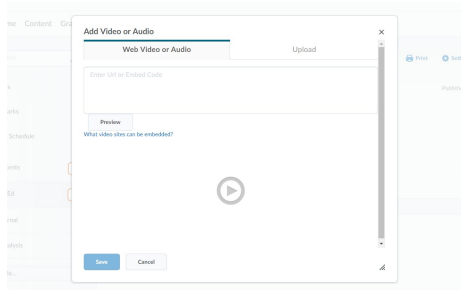 Content
Add Video or Audio
×
Web Video or Audio
Upload
Print
Enter Url or Embed Code
Preview
Schedule
What video sites can be embedded?
Save
Cancel